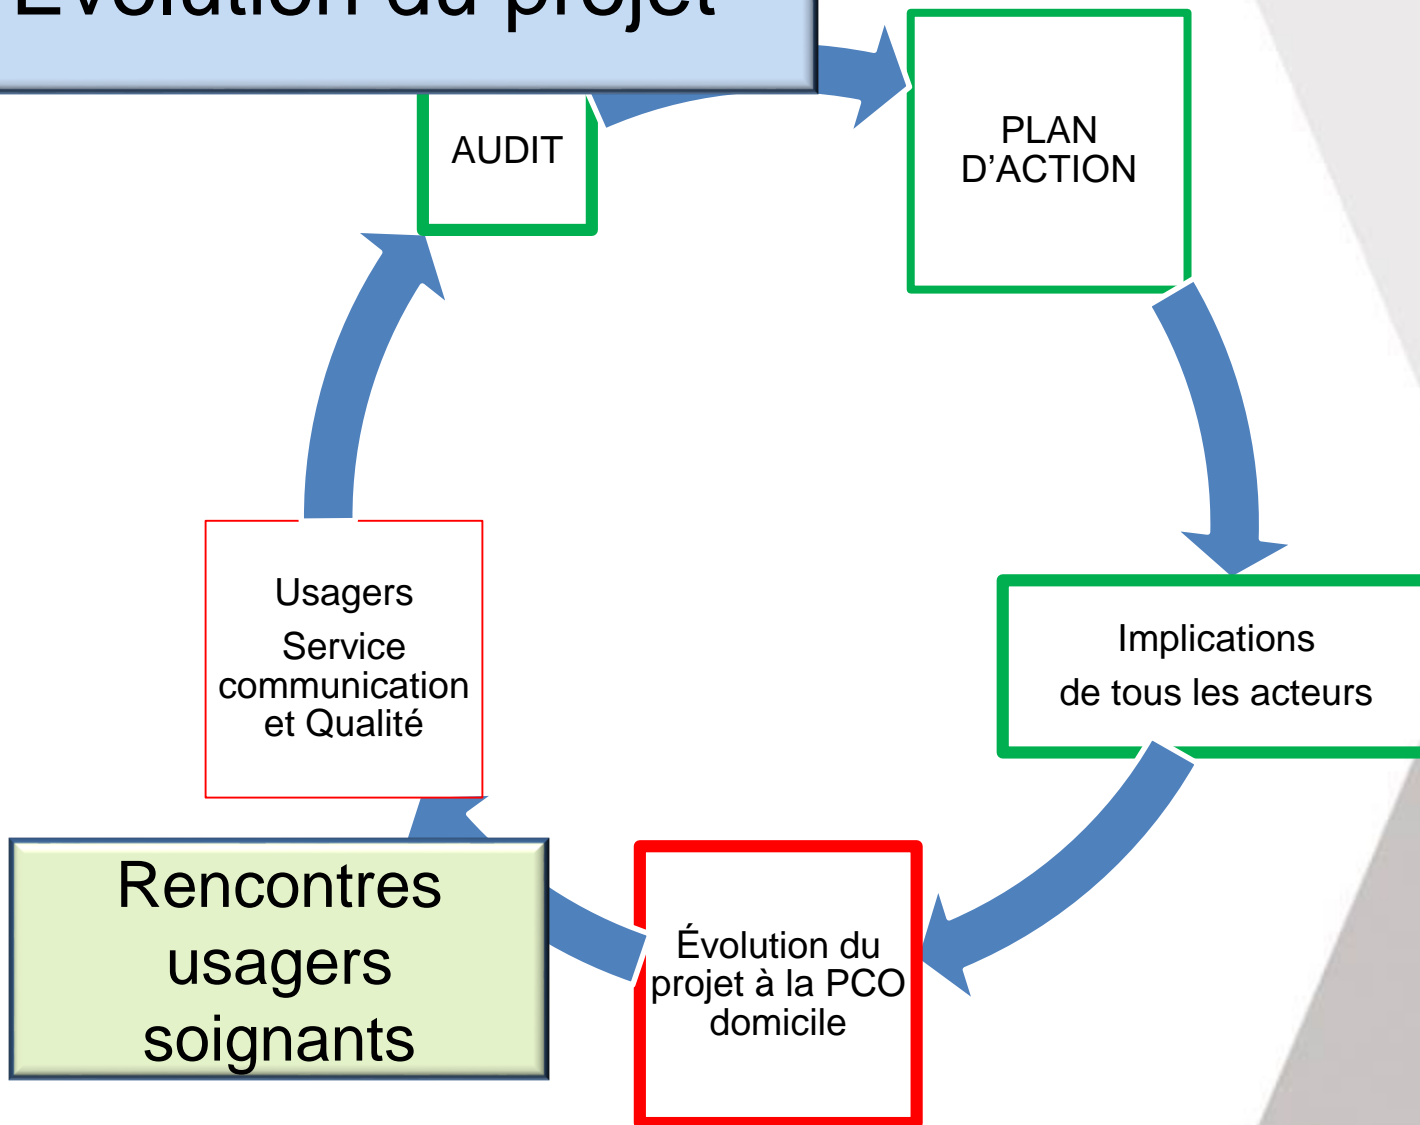 Évolution du projet
AUDIT
PLAN
D’ACTION
Implications
de tous les acteurs
Évolution du
projet à la PCO
domicile
Usagers
Service
communication
et Qualité
Rencontres
usagers
soignants